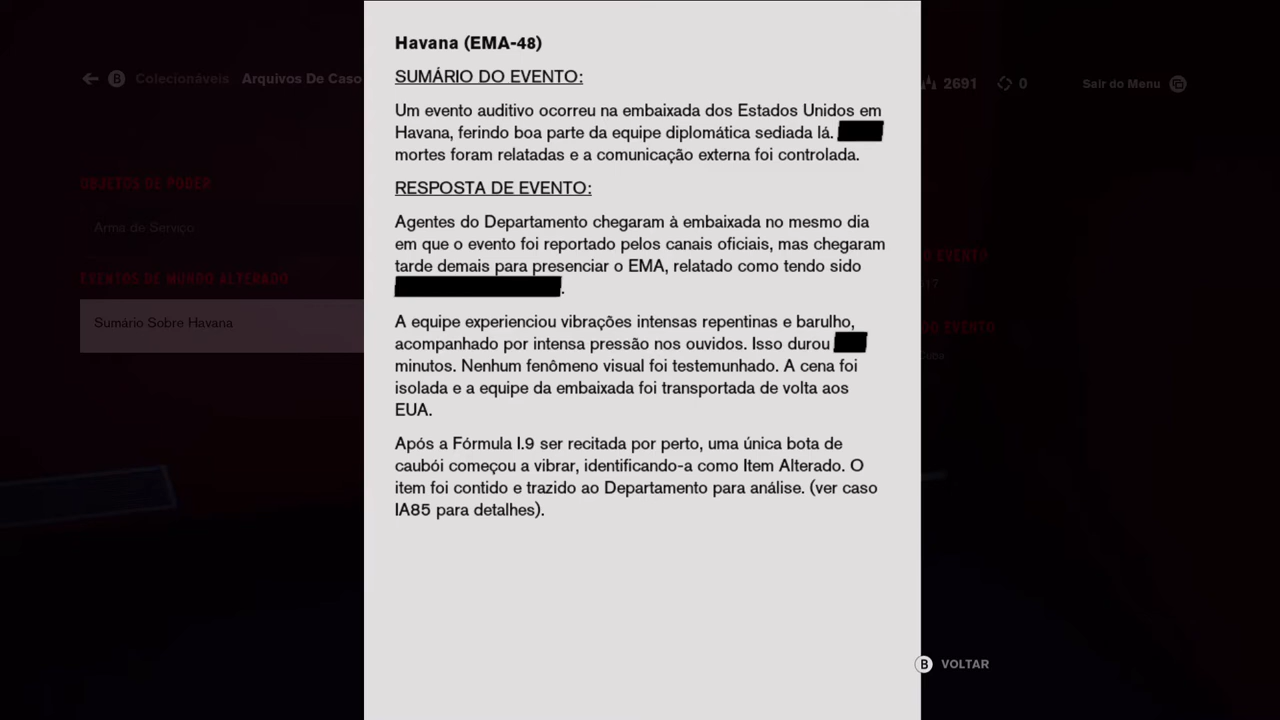 Havana (EMA-48)
SUMÁRIO DO EVENTO:
Um evento auditivo ocorreu na embaixada dos Estados Unidos em
Havana, ferindo boa parte da equipe diplomática sediada lá.
mortes foram relatadas e a comunicação externa foi controlada.
RESPOSTA DE EVENTO:
Agentes do Departamento chegaram à embaixada no mesmo dia
em que o evento foi reportado pelos canais oficiais, mas chegaram
tarde demais para presenciar o EMA, relatado como tendo sido
.
A equipe experienciou vibrações intensas repentinas e barulho,
acompanhado por intensa pressão nos ouvidos. Isso durou
minutos. Nenhum fenômeno visual foi testemunhado. A cena foi
isolada e a equipe da embaixada foi transportada de volta aos
EUA.
Após a Fórmula I.9 ser recitada por perto, uma única bota de
caubói começou a vibrar, identificando-a como Item Alterado. O
item foi contido e trazido ao Departamento para análise. (ver caso
IA85 para detalhes).
B Colecionáveis Arquivos De Caso
2691 0 Sair do Menu
OBJETOS DE PODER
Arma de Serviço
EVENTOS DE MUNDO ALTERADO
Sumário Sobre Havana
O EVENTO
17
DO EVENTO
Cuba
B VOLTAR